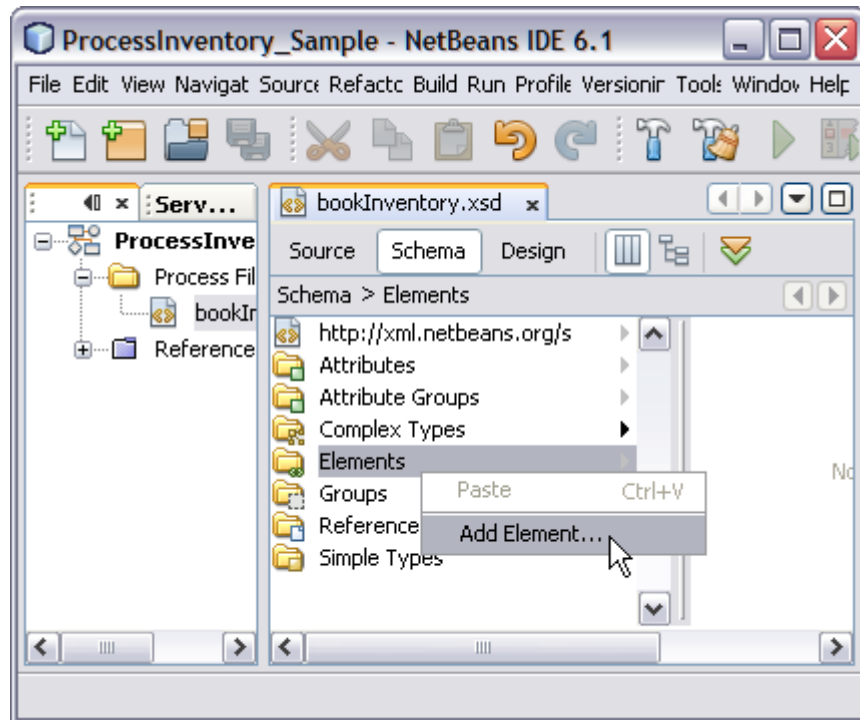 ProcessInventory_Sample - NetBeans IDE 6.1
File Edit View Navigat Source Refactc Build Run Profile Versionir Tools Window Help
Serv...
bookInventory.xsd
ProcessInve
Source Schema Design
Process Fil
Schema > Elements
bookIr
http://xml.netbeans.org/s
Reference
Attributes
Attribute Groups
Complex Types
Elements
No
Groups
Paste Ctrl+V
Reference
Add Element...
Simple Types